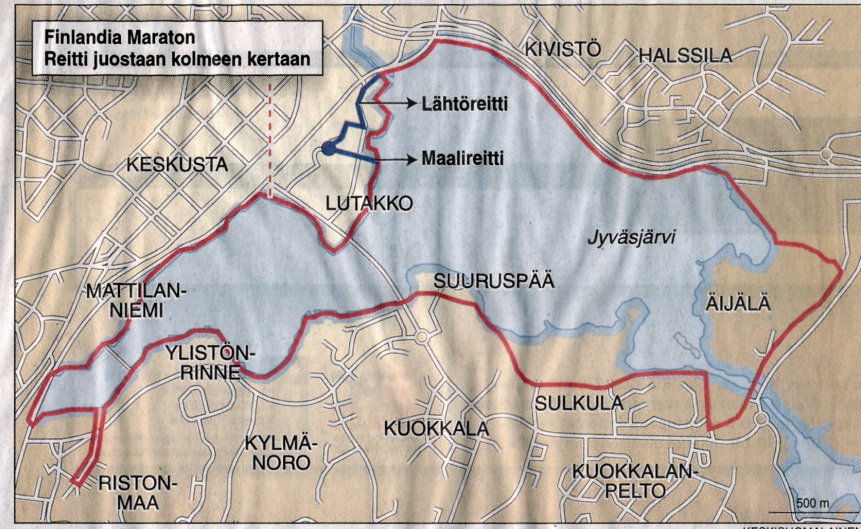 Finlandia Maraton
Reitti juostaan kolmeen kertaan
KIVISTÖ
HALSSILA
Lähtöreitti
Maalireitti
KESKUSTA
LUTAKKO
Jyväsjärvi
SUURUSPÄÄ
ÄIJÄLÄ
MATTILAN-
NIEMI
YLISTÖN-
RINNE
SULKULA
KUOKKALA
KYLMÄ-
NORO
KUOKKALAN-
PELTO
RISTON-
MAA
500 m